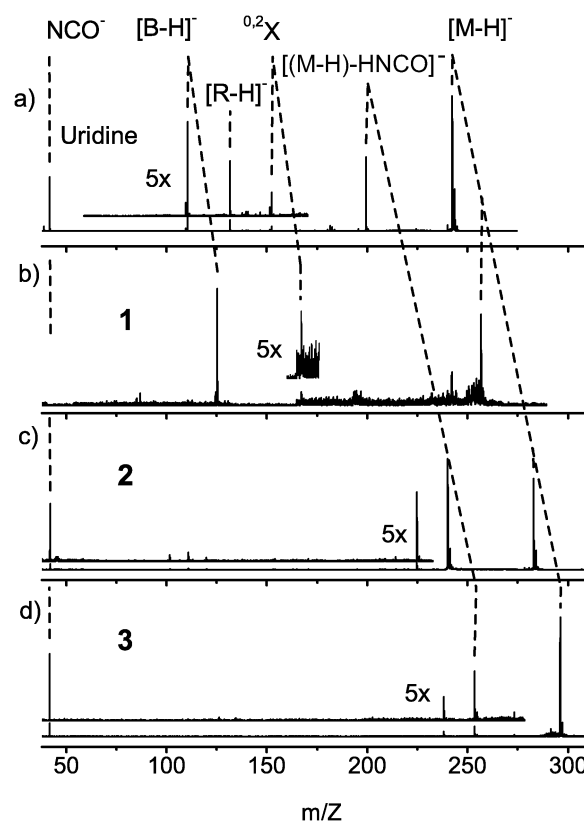 NCO⁻ [B-H]⁻ ⁰,²X [M-H]⁻
[R-H]⁻ [(M-H)-HNCO]⁻
a)
Uridine
5x
b)
1
5x
c)
2
5x
d)
3
5x
50 100 150 200 250 300
m/Z